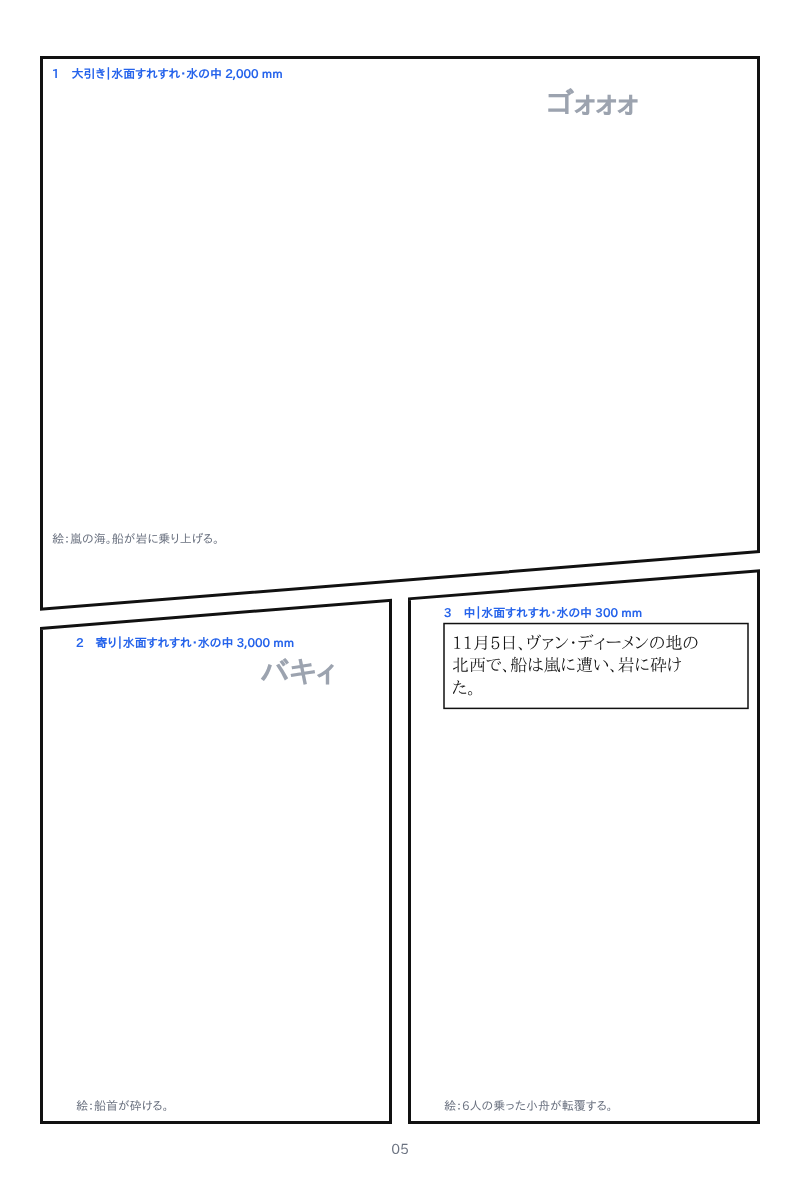 1 大引き|水面すれすれ・水の中 2,000 mm
ゴォォォ
絵：嵐の海。船が岩に乗り上げる。
2 寄り|水面すれすれ・水の中 3,000 mm
バキィ
絵：船首が砕ける。
3 中|水面すれすれ・水の中 300 mm
11月5日、ヴァン・ディーメンの地の
北西で、船は嵐に遭い、岩に砕け
た。
絵：6人の乗った小舟が転覆する。
05